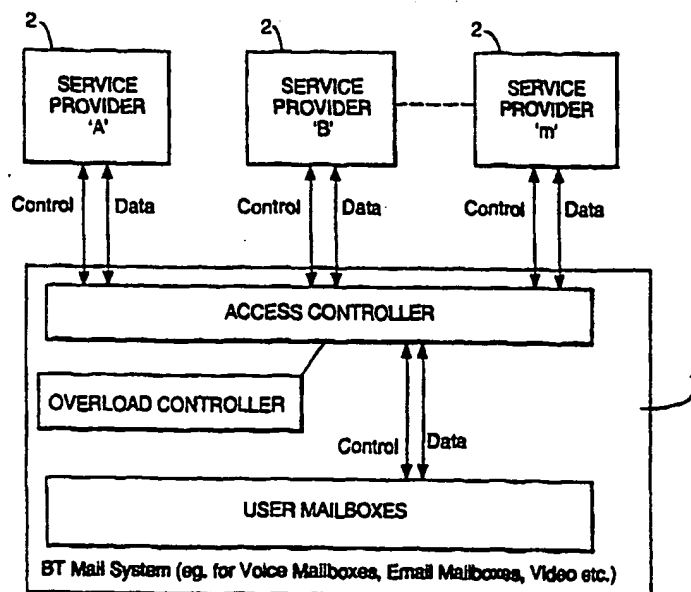 2
2
2
SERVICE
PROVIDER
'A'
SERVICE
PROVIDER
'B'
SERVICE
PROVIDER
'm'
Control
Data
Control
Data
Control
Data
ACCESS CONTROLLER
OVERLOAD CONTROLLER
Control
Data
USER MAILBOXES
BT Mail System (eg. for Voice Mailboxes, Email Mailboxes, Video etc.)